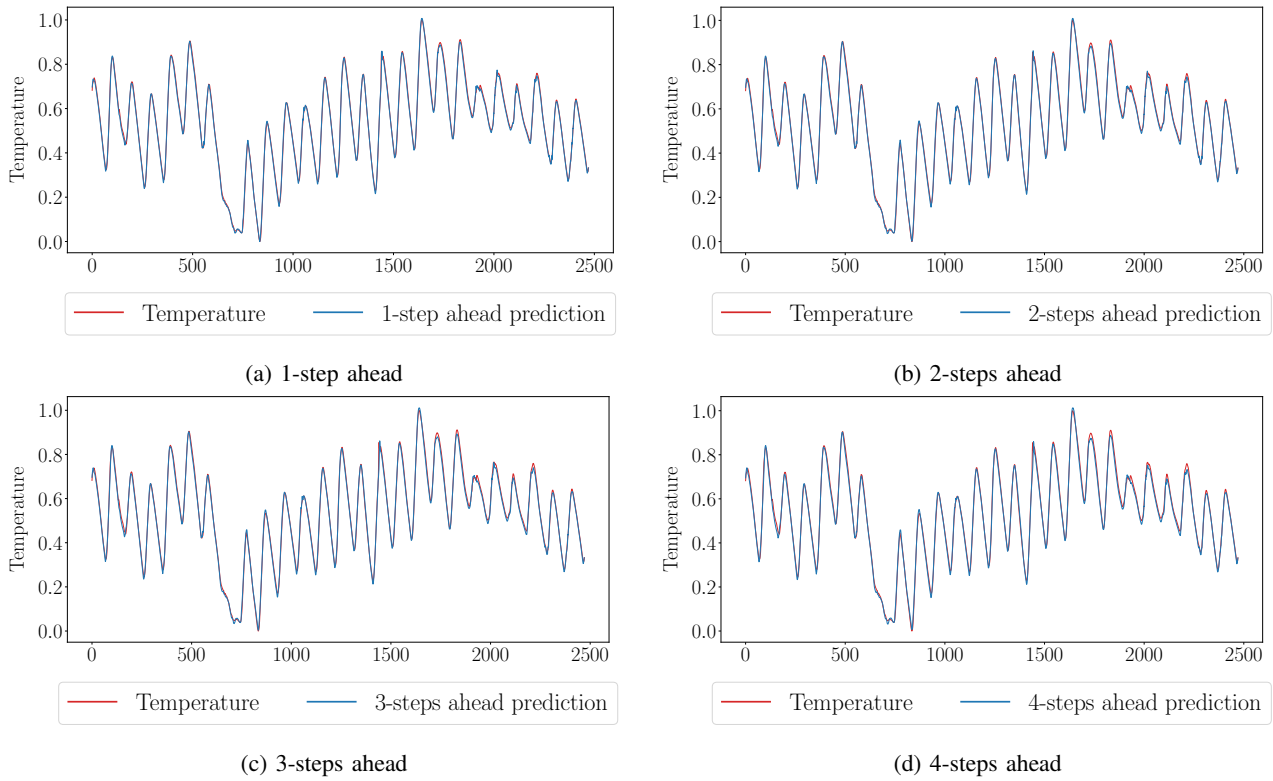 Temperature
1.0
0.8
0.6
0.4
0.2
0.0
0 500 1000 1500 2000 2500
Temperature 1-step ahead prediction
(a) 1-step ahead
Temperature
1.0
0.8
0.6
0.4
0.2
0.0
0 500 1000 1500 2000 2500
Temperature 2-steps ahead prediction
(b) 2-steps ahead
Temperature
1.0
0.8
0.6
0.4
0.2
0.0
0 500 1000 1500 2000 2500
Temperature 3-steps ahead prediction
(c) 3-steps ahead
Temperature
1.0
0.8
0.6
0.4
0.2
0.0
0 500 1000 1500 2000 2500
Temperature 4-steps ahead prediction
(d) 4-steps ahead